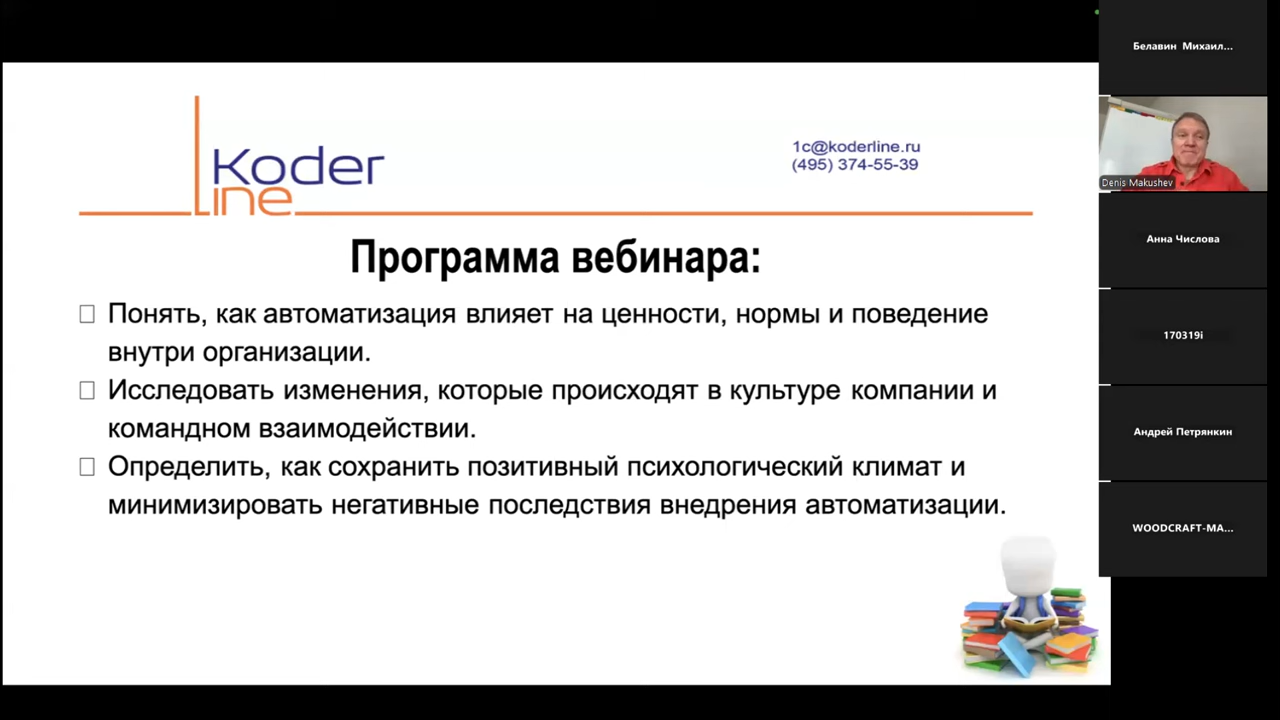 Koder
Line
1c@koderline.ru
(495) 374-55-39
Программа вебинара:
Понять, как автоматизация влияет на ценности, нормы и поведение
внутри организации.
Исследовать изменения, которые происходят в культуре компании и
командном взаимодействии.
Определить, как сохранить позитивный психологический климат и
минимизировать негативные последствия внедрения автоматизации.
Белавин Михаил...
Denis Makushev
Анна Числова
170319i
Андрей Петрянкин
WOODCRAFT-MA...